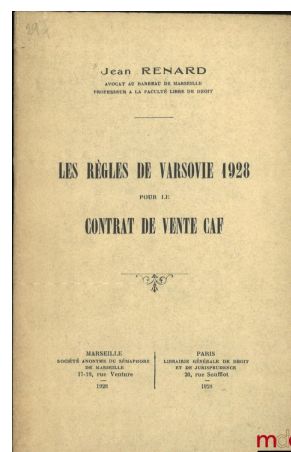 Jean RENARD
AVOCAT AU BARREAU DE MARSEILLE
PROFESSEUR A LA FACULTÉ LIBRE DE DROIT
LES RÈGLES DE VARSOVIE 1928
POUR LE
CONTRAT DE VENTE CAF
MARSEILLE
SOCIÉTÉ ANONYME DU SÉMAPHORE
DE MARSEILLE
17-19, rue Venture
1928
PARIS
LIBRAIRIE GÉNÉRALE DE DROIT
ET DE JURISPRUDENCE
20, rue Soufflot
1928